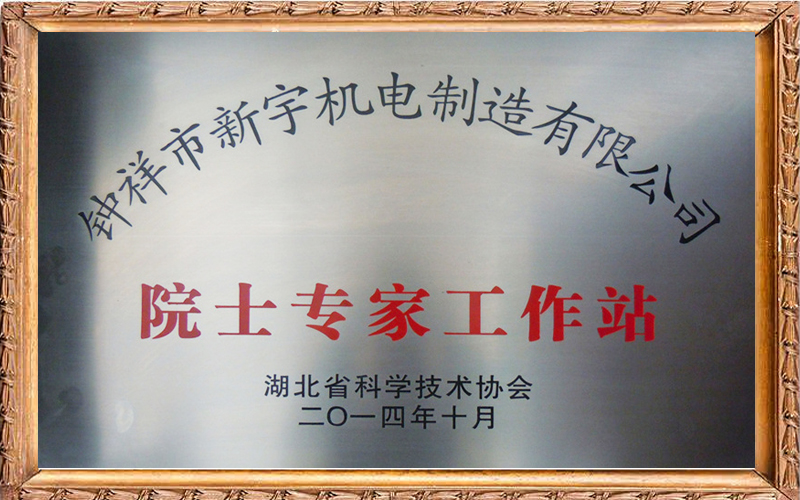 钟祥市新宇机电制造有限公司
院士专家工作站
湖北省科学技术协会
二〇一四年十月